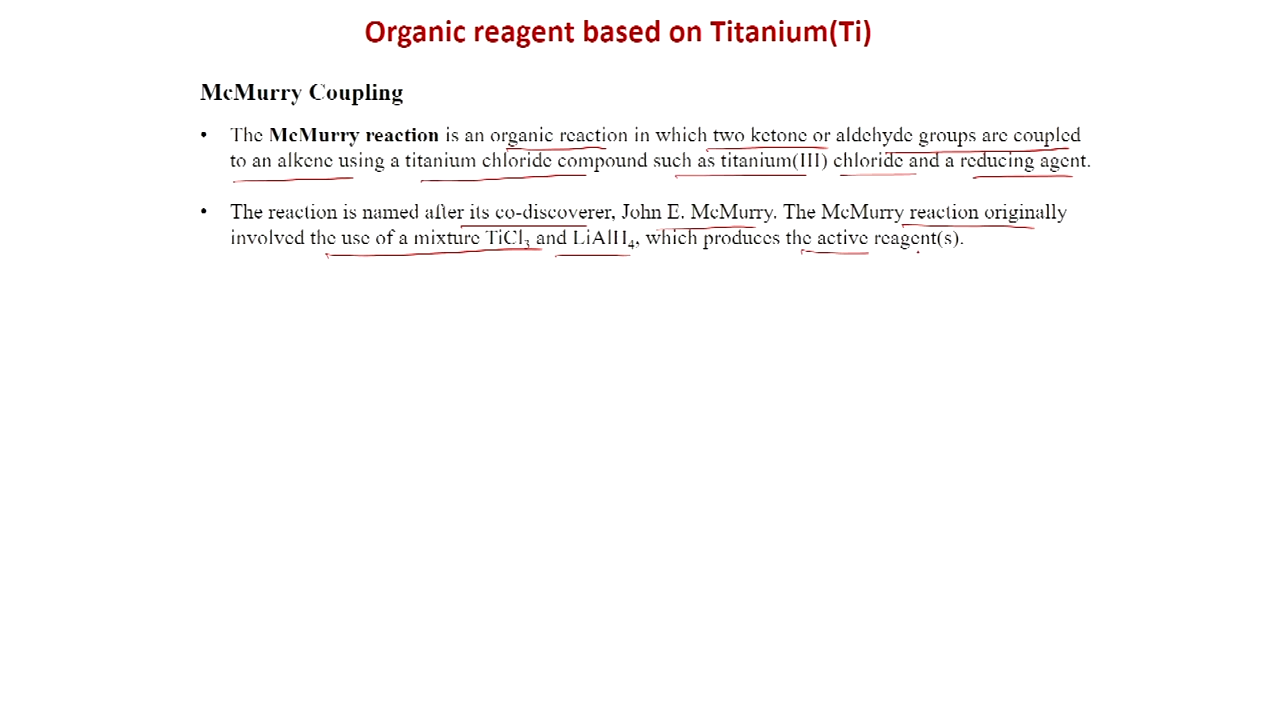 Organic reagent based on Titanium(Ti)
McMurry Coupling
• The McMurry reaction is an organic reaction in which two ketone or aldehyde groups are coupled
to an alkene using a titanium chloride compound such as titanium(III) chloride and a reducing agent.
• The reaction is named after its co-discoverer, John E. McMurry. The McMurry reaction originally
involved the use of a mixture TiCl₃ and LiAlH₄, which produces the active reagent(s).